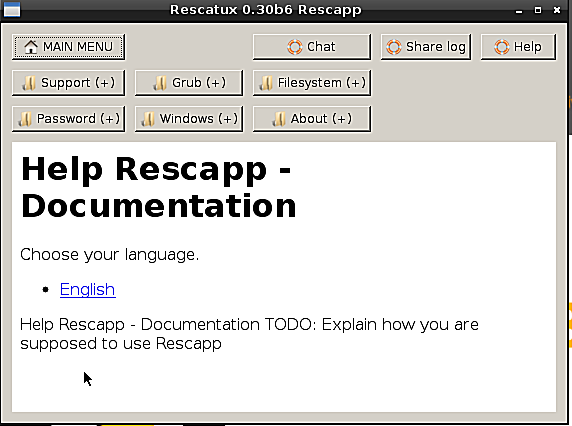 Rescatux 0.30b6 Rescapp
MAIN MENU
Chat
Share log
Help
Support (+)
Grub (+)
Filesystem (+)
Password (+)
Windows (+)
About (+)
Help Rescapp -
Documentation
Choose your language.
English
Help Rescapp - Documentation TODO: Explain how you are
supposed to use Rescapp